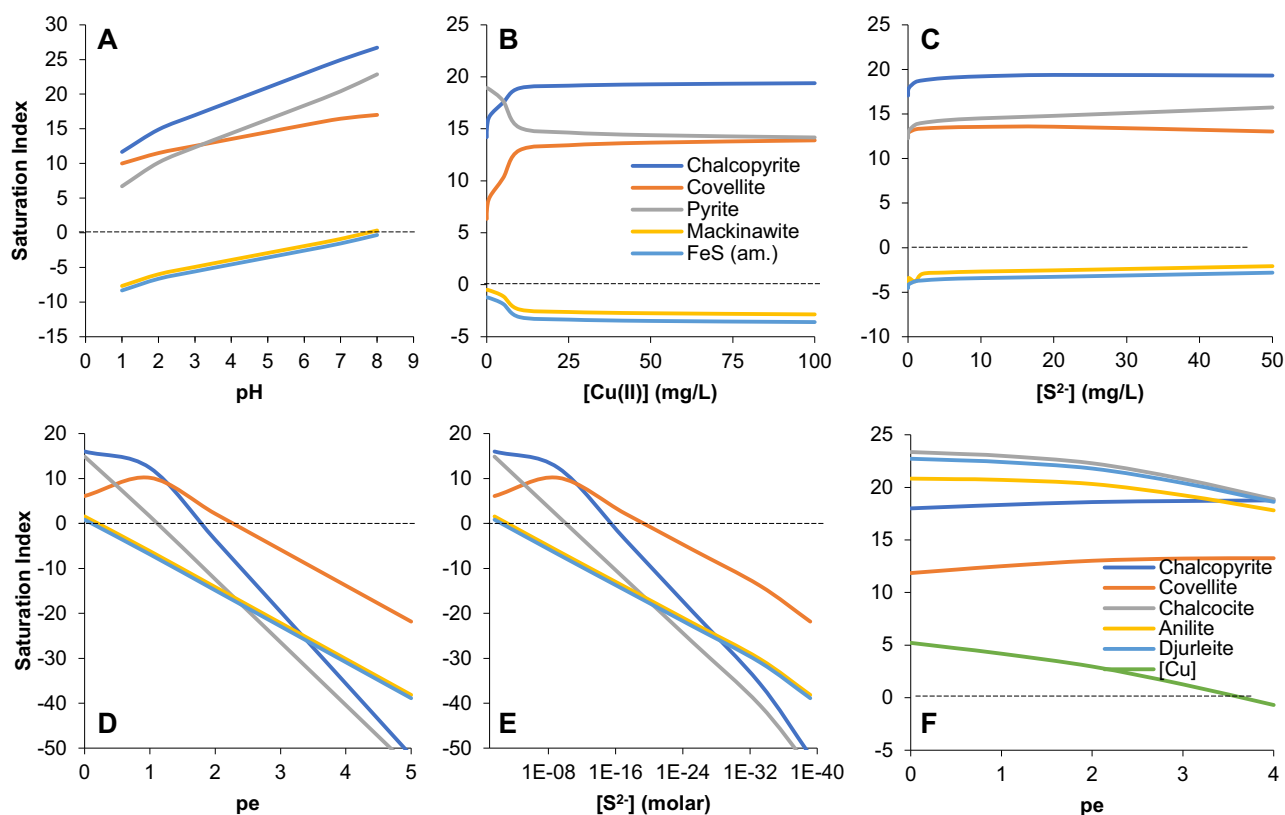 A
Saturation Index
30
25
20
15
10
5
0
-5
-10
-15
0 1 2 3 4 5 6 7 8 9
pH
B
25
20
15
10
5
0
-5
Chalcopyrite
Covellite
Pyrite
Mackinawite
FeS (am.)
0 25 50 75 100
[Cu(II)] (mg/L)
C
25
20
15
10
5
0
-5
-10
0 10 20 30 40 50
[S²⁻] (mg/L)
D
Saturation Index
20
10
0
-10
-20
-30
-40
-50
0 1 2 3 4 5
pe
E
20
10
0
-10
-20
-30
-40
-50
1E-08 1E-16 1E-24 1E-32 1E-40
[S²⁻] (molar)
F
25
20
15
10
5
0
-5
Chalcopyrite
Covellite
Chalcocite
Anilite
Djurleite
[Cu]
0 1 2 3 4
pe